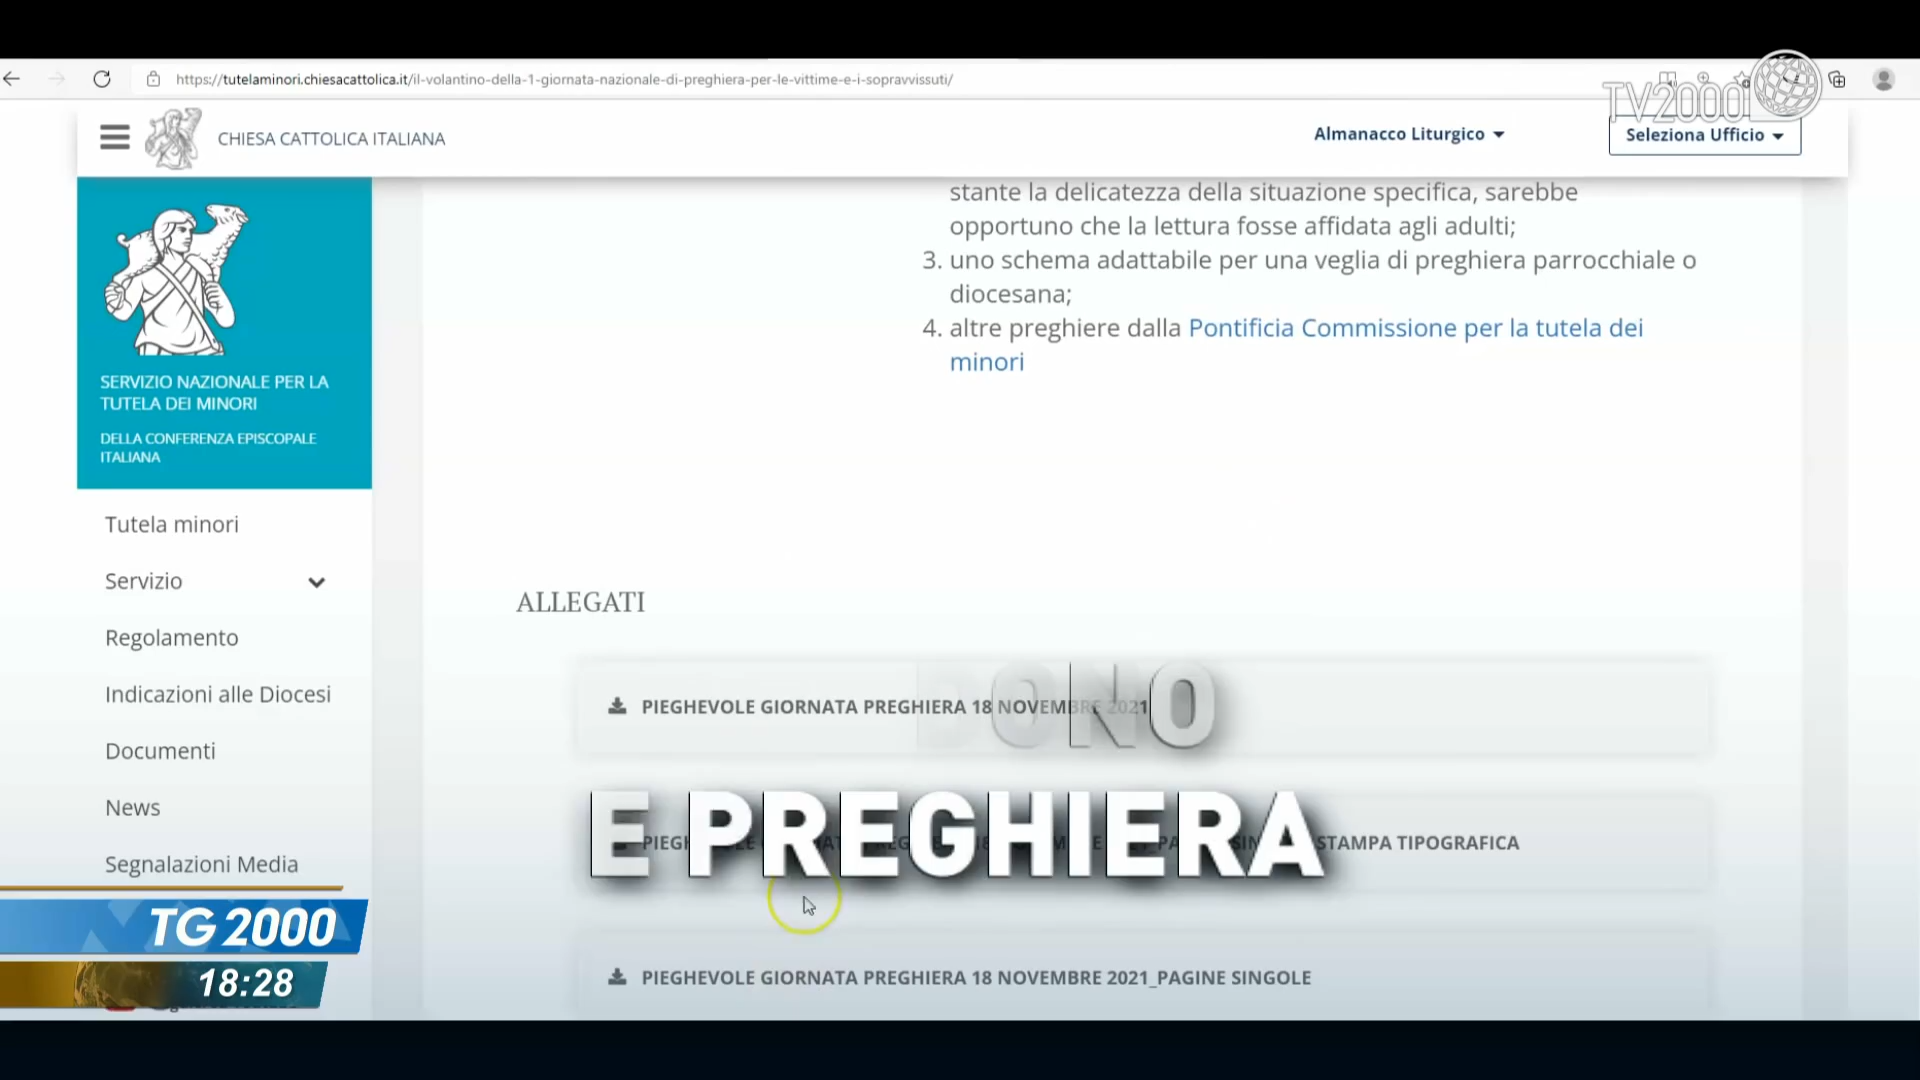 https://tutelaminori.chiesacattolica.it/il-volantino-della-1-giornata-nazionale-di-preghiera-per-le-vittime-e-i-sopravvissuti/
TV2000
CHIESA CATTOLICA ITALIANA
Almanacco Liturgico
Seleziona Ufficio
stante la delicatezza della situazione specifica, sarebbe
opportuno che la lettura fosse affidata agli adulti;
3. uno schema adattabile per una veglia di preghiera parrocchiale o
diocesana;
4. altre preghiere dalla Pontificia Commissione per la tutela dei
minori
SERVIZIO NAZIONALE PER LA
TUTELA DEI MINORI
DELLA CONFERENZA EPISCOPALE
ITALIANA
Tutela minori
Servizio
Regolamento
Indicazioni alle Diocesi
Documenti
News
Segnalazioni Media
ALLEGATI
PIEGHEVOLE GIORNATA PREGHIERA 18 NOVEMBRE 2021
DONO
E PREGHIERA
STAMPA TIPOGRAFICA
PIEGHEVOLE GIORNATA PREGHIERA 18 NOVEMBRE 2021_PAGINE SINGOLE
TG 2000
18:28